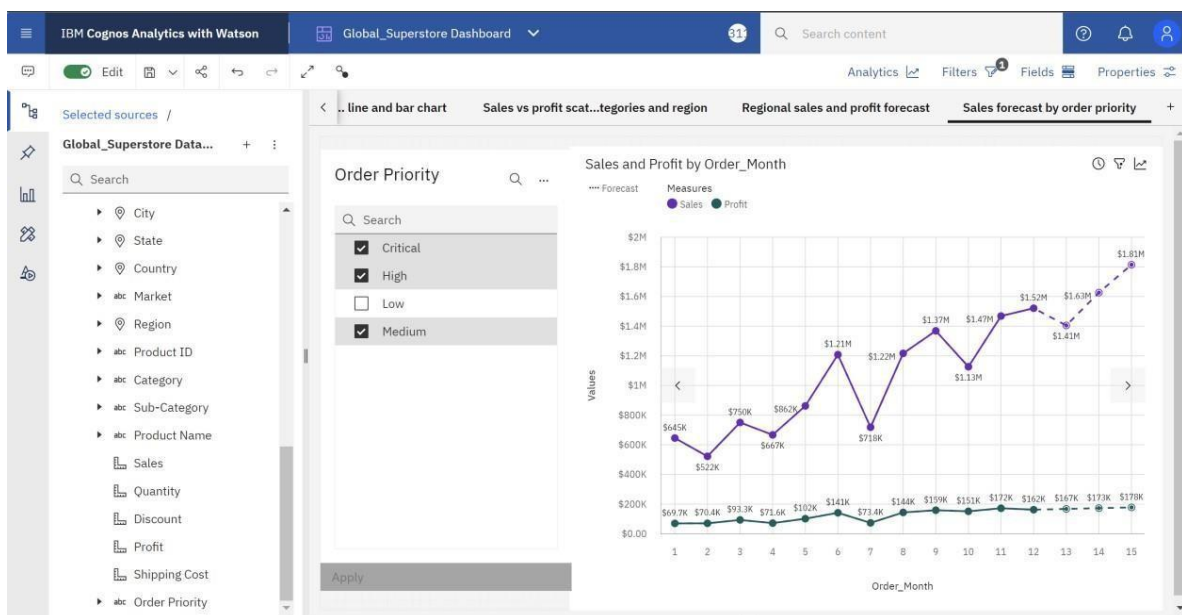 IBM Cognos Analytics with Watson
Global_Superstore Dashboard
Search content
Edit
Analytics
Filters
1
Fields
Properties
Selected sources /
Global_Superstore Data...
Search
City
State
Country
abc Market
Region
abc Product ID
abc Category
abc Sub-Category
abc Product Name
Sales
Quantity
Discount
Profit
Shipping Cost
abc Order Priority
... line and bar chart
Sales vs profit scat...tegories and region
Regional sales and profit forecast
Sales forecast by order priority
Order Priority
Search
Critical
High
Low
Medium
Apply
Sales and Profit by Order_Month
Forecast
Measures
Sales Profit
Values
$2M
$1.8M
$1.6M
$1.4M
$1.2M
$1M
$800K
$600K
$400K
$200K
$0.00
$645K
$522K
$750K
$667K
$862K
$1.21M
$718K
$1.22M
$1.37M
$1.13M
$1.47M
$1.52M
$1.41M
$1.63M
$1.81M
$69.7K $70.4K $93.3K $71.6K $102K $141K $73.4K $144K $159K $151K $172K $162K $167K $173K $178K
1 2 3 4 5 6 7 8 9 10 11 12 13 14 15
Order_Month